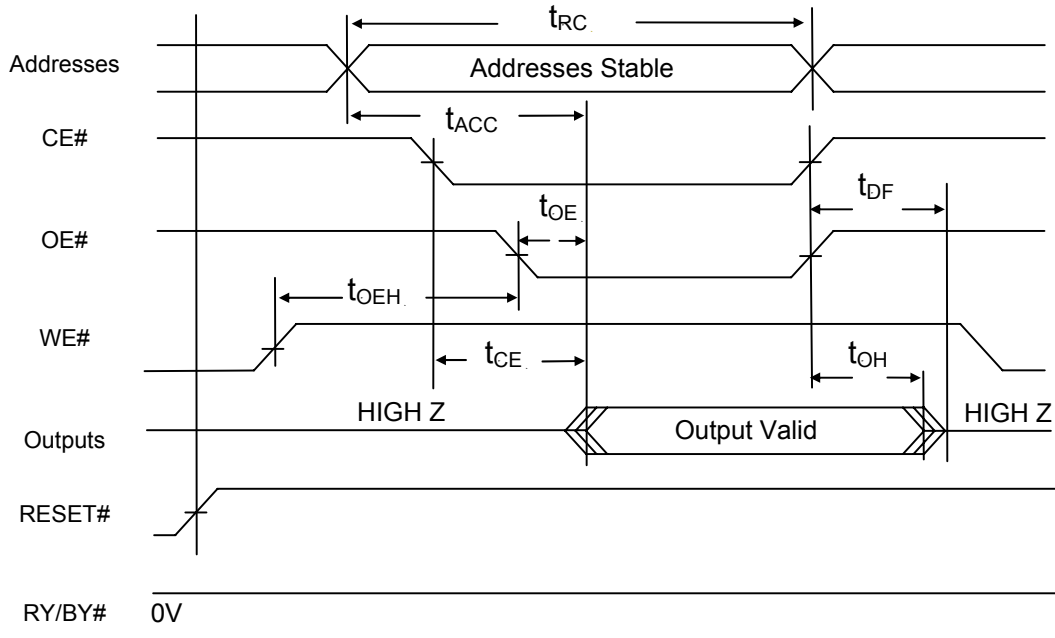 tRC
Addresses
Addresses Stable
tACC
CE#
tDF
tOE
OE#
tOEH
WE#
tCE
tOH
HIGH Z
HIGH Z
Outputs
Output Valid
RESET#
RY/BY#
0V